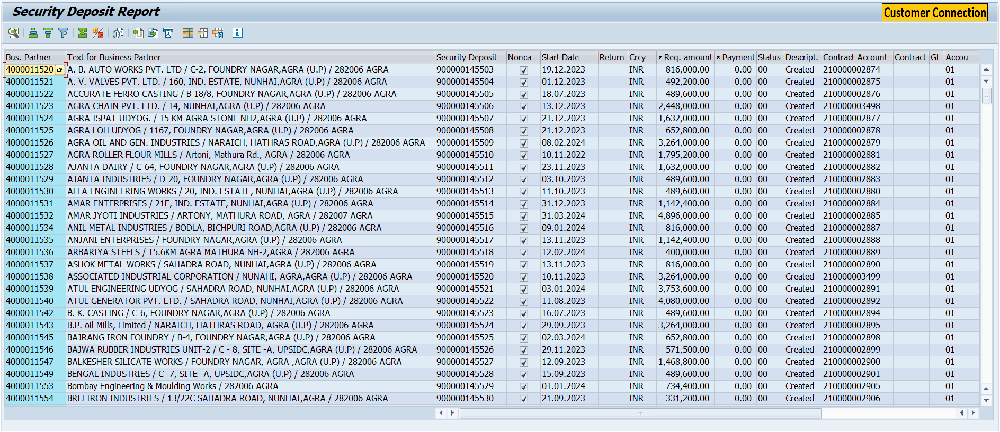 Security Deposit Report
Customer Connection
Bus. Partner Text for Business Partner Security Deposit Nonca... Start Date Return Crcy Σ Req. amount Σ Payment Status Descript. Contract Account Contract GL Accou...
4000011520 A. B. AUTO WORKS PVT. LTD / C-2, FOUNDRY NAGAR,AGRA (U.P) / 282006 AGRA 900000145503 19.12.2023 INR 816,000.00 0.00 00 Created 210000002874 01
4000011521 A. V. VALVES PVT. LTD. / 160, IND. ESTATE, NUNHAI,AGRA (U.P) / 282006 AGRA 900000145504 01.12.2023 INR 492,200.00 0.00 00 Created 210000002875 01
4000011522 ACCURATE FERRO CASTING / B 18/8, FOUNDRY NAGAR,AGRA (U.P) / 282006 AGRA 900000145505 18.07.2023 INR 489,600.00 0.00 00 Created 210000002876 01
4000011523 AGRA CHAIN PVT. LTD. / 14, NUNHAI,AGRA (U.P) / 282006 AGRA 900000145506 13.12.2023 INR 2,448,000.00 0.00 00 Created 210000003498 01
4000011524 AGRA ISPAT UDYOG. / 15 KM AGRA STONE NH2,AGRA (U.P) / 282006 AGRA 900000145507 21.12.2023 INR 1,632,000.00 0.00 00 Created 210000002877 01
4000011525 AGRA LOH UDYOG / 1167, FOUNDRY NAGAR,AGRA (U.P) / 282006 AGRA 900000145508 21.12.2023 INR 652,800.00 0.00 00 Created 210000002878 01
4000011526 AGRA OIL AND GEN. INDUSTRIES / NARAICH, HATHRAS ROAD,AGRA (U.P) / 282006 AGRA 900000145509 08.02.2024 INR 3,264,000.00 0.00 00 Created 210000002879 01
4000011527 AGRA ROLLER FLOUR MILLS / Artoni, Mathura Rd., AGRA / 282006 AGRA 900000145510 10.11.2022 INR 1,795,200.00 0.00 00 Created 210000002881 01
4000011528 AJANTA DAIRY / C-64, FOUNDRY NAGAR,AGRA (U.P) / 282006 AGRA 900000145511 23.11.2023 INR 1,632,000.00 0.00 00 Created 210000002882 01
4000011529 AJANTA INDUSTRIES / D-20, FOUNDRY NAGAR,AGRA (U.P) / 282006 AGRA 900000145512 03.10.2023 INR 489,600.00 0.00 00 Created 210000002883 01
4000011530 ALFA ENGINEERING WORKS / 20, IND. ESTATE, NUNHAI,AGRA (U.P) / 282006 AGRA 900000145513 11.10.2023 INR 489,600.00 0.00 00 Created 210000002880 01
4000011531 AMAR ENTERPRISES / 21E, IND. ESTATE, NUNHAI,AGRA (U.P) / 282006 AGRA 900000145514 31.12.2023 INR 1,142,400.00 0.00 00 Created 210000002884 01
4000011532 AMAR JYOTI INDUSTRIES / ARTONY, MATHURA ROAD, AGRA / 282007 AGRA 900000145515 31.03.2024 INR 4,896,000.00 0.00 00 Created 210000002885 01
4000011534 ANIL METAL INDUSTRIES / BODLA, BICHPURI ROAD,AGRA (U.P) / 282006 AGRA 900000145516 09.01.2024 INR 816,000.00 0.00 00 Created 210000002887 01
4000011535 ANJANI ENTERPRISES / FOUNDRY NAGAR,AGRA (U.P) / 282006 AGRA 900000145517 13.11.2023 INR 1,142,400.00 0.00 00 Created 210000002888 01
4000011536 ARBARIYA STEELS / 15.6KM AGRA MATHURA NH-2,AGRA / 282006 AGRA 900000145518 12.02.2024 INR 400,000.00 0.00 00 Created 210000002889 01
4000011537 ASHOK METAL WORKS / SAHADRA ROAD, NUNHAI,AGRA (U.P) / 282006 AGRA 900000145519 13.11.2023 INR 816,000.00 0.00 00 Created 210000002890 01
4000011538 ASSOCIATED INDUSTRIAL CORPORATION / NUNAHI, AGRA,AGRA (U.P) / 282006 AGRA 900000145520 10.11.2023 INR 3,264,000.00 0.00 00 Created 210000003499 01
4000011539 ATUL ENGINEERING UDYOG / SAHADRA ROAD, NUNHAI,AGRA (U.P) / 282006 AGRA 900000145521 03.01.2024 INR 3,753,600.00 0.00 00 Created 210000002891 01
4000011540 ATUL GENERATOR PVT. LTD. / SAHADRA ROAD, NUNHAI,AGRA (U.P) / 282006 AGRA 900000145522 11.08.2023 INR 4,080,000.00 0.00 00 Created 210000002892 01
4000011542 B. K. CASTING / C-6, FOUNDRY NAGAR,AGRA (U.P) / 282006 AGRA 900000145523 16.07.2023 INR 489,600.00 0.00 00 Created 210000002894 01
4000011543 B.P. oil Mills, Limited / NARAICH, HATHRAS ROAD, AGRA (U.P) / 282006 AGRA 900000145524 29.09.2023 INR 3,264,000.00 0.00 00 Created 210000002895 01
4000011545 BAJRANG IRON FOUNDRY / B-4, FOUNDRY NAGAR,AGRA (U.P) / 282006 AGRA 900000145525 02.03.2024 INR 652,800.00 0.00 00 Created 210000002898 01
4000011546 BAJWA RUBBER INDUSTRIES UNIT-2 / C - 8, SITE -A, UPSIDC,AGRA (U.P) / 282006 AGRA 900000145526 29.11.2023 INR 571,500.00 0.00 00 Created 210000002899 01
4000011547 BALKESHER SILICATE WORKS / FOUNDRY NAGAR, AGRA ,AGRA (U.P) / 282006 AGRA 900000145527 12.09.2023 INR 1,468,800.00 0.00 00 Created 210000002900 01
4000011549 BENGAL INDUSTRIES / C -7, SITE -A, UPSIDC,AGRA (U.P) / 282006 AGRA 900000145528 15.09.2023 INR 489,600.00 0.00 00 Created 210000002901 01
4000011553 Bombay Engineering & Moulding Works / 282006 AGRA 900000145529 01.01.2024 INR 734,400.00 0.00 00 Created 210000002905 01
4000011554 BRIJ IRON INDUSTRIES / 13/22C SAHADRA ROAD, NUNHAI,AGRA / 282006 AGRA 900000145530 21.09.2023 INR 331,200.00 0.00 00 Created 210000002906 01